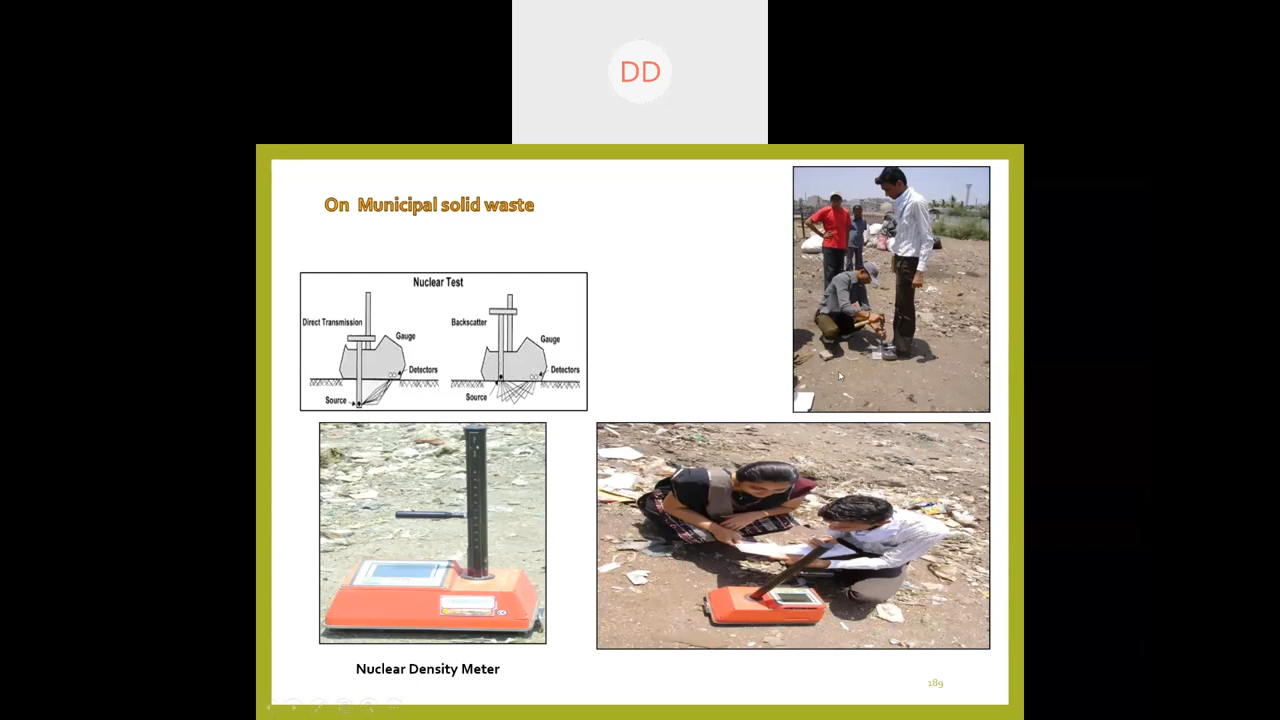 DD
On Municipal solid waste
Nuclear Test
Direct Transmission
Gauge
Detectors
Source
Backscatter
Gauge
Detectors
Source
Nuclear Density Meter
189